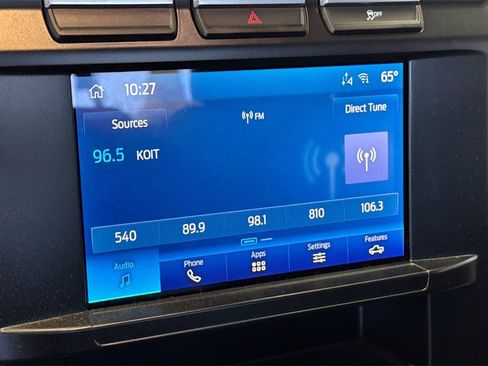 OFF
10:27
65°
Sources
FM
Direct Tune
96.5 KOIT
540 89.9 98.1 810 106.3
Audio Phone Apps Settings Features